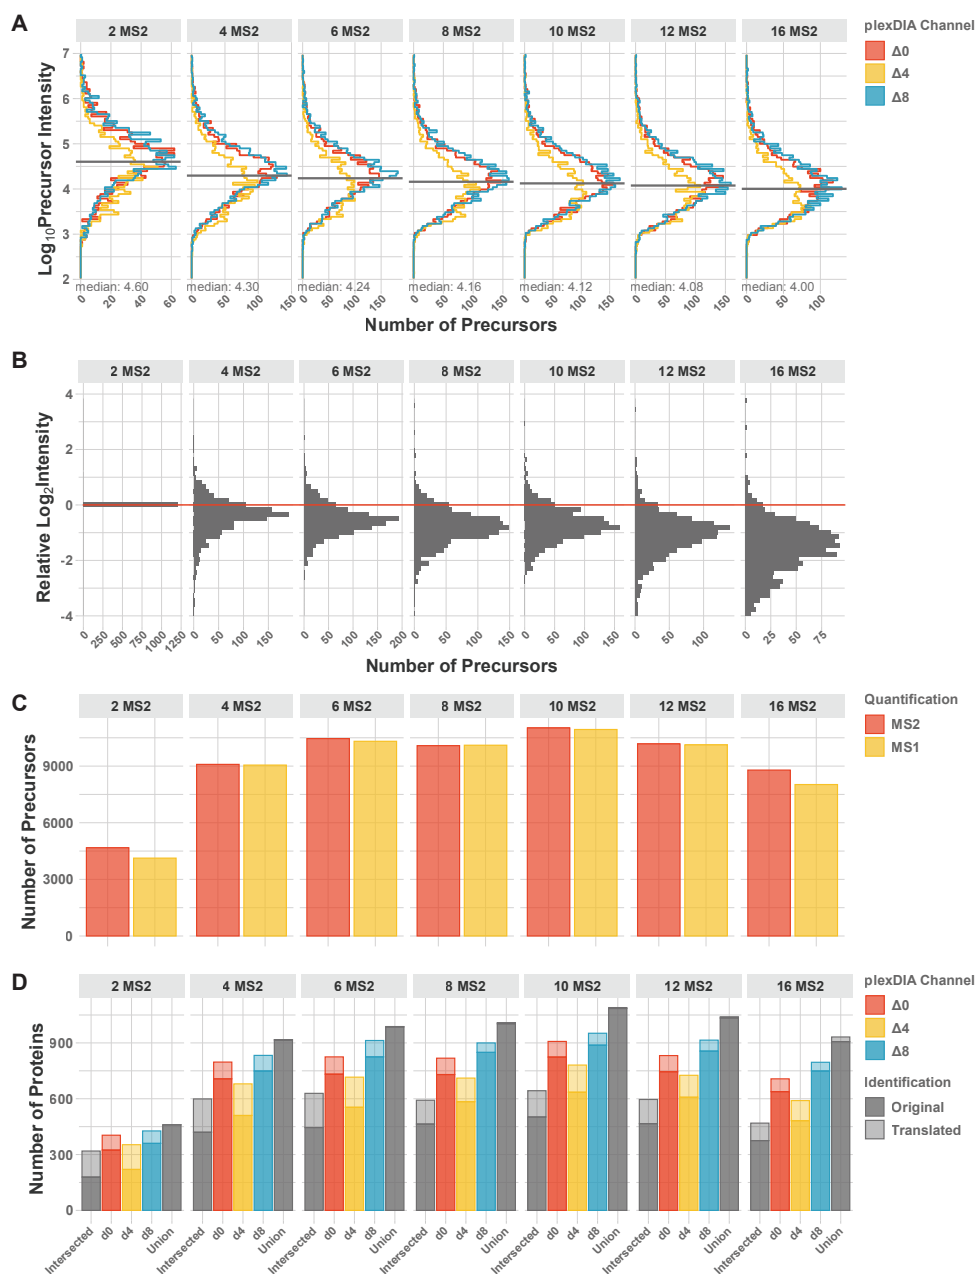 A
2 MS2 4 MS2 6 MS2 8 MS2 10 MS2 12 MS2 16 MS2
plexDIA Channel
Δ0
Δ4
Δ8
Log₁₀Precursor Intensity
7
6
5
4
3
2
median: 4.60 median: 4.30 median: 4.24 median: 4.16 median: 4.12 median: 4.08 median: 4.00
0 20 40 60 0 50 100 150 0 50 100 150 0 50 100 150 0 50 100 150 0 50 100 150 0 50 100
Number of Precursors
B
2 MS2 4 MS2 6 MS2 8 MS2 10 MS2 12 MS2 16 MS2
Relative Log₂Intensity
4
2
0
-2
-4
0 250 500 750 1000 1250 0 50 100 150 0 50 100 150 200 0 50 100 150 0 50 100 150 0 50 100 0 25 50 75
Number of Precursors
C
2 MS2 4 MS2 6 MS2 8 MS2 10 MS2 12 MS2 16 MS2
Quantification
MS2
MS1
Number of Precursors
9000
6000
3000
0
D
2 MS2 4 MS2 6 MS2 8 MS2 10 MS2 12 MS2 16 MS2
plexDIA Channel
Δ0
Δ4
Δ8
Identification
Original
Translated
Number of Proteins
900
600
300
0
Intersected d0 d4 d8 Union Intersected d0 d4 d8 Union Intersected d0 d4 d8 Union Intersected d0 d4 d8 Union Intersected d0 d4 d8 Union Intersected d0 d4 d8 Union Intersected d0 d4 d8 Union